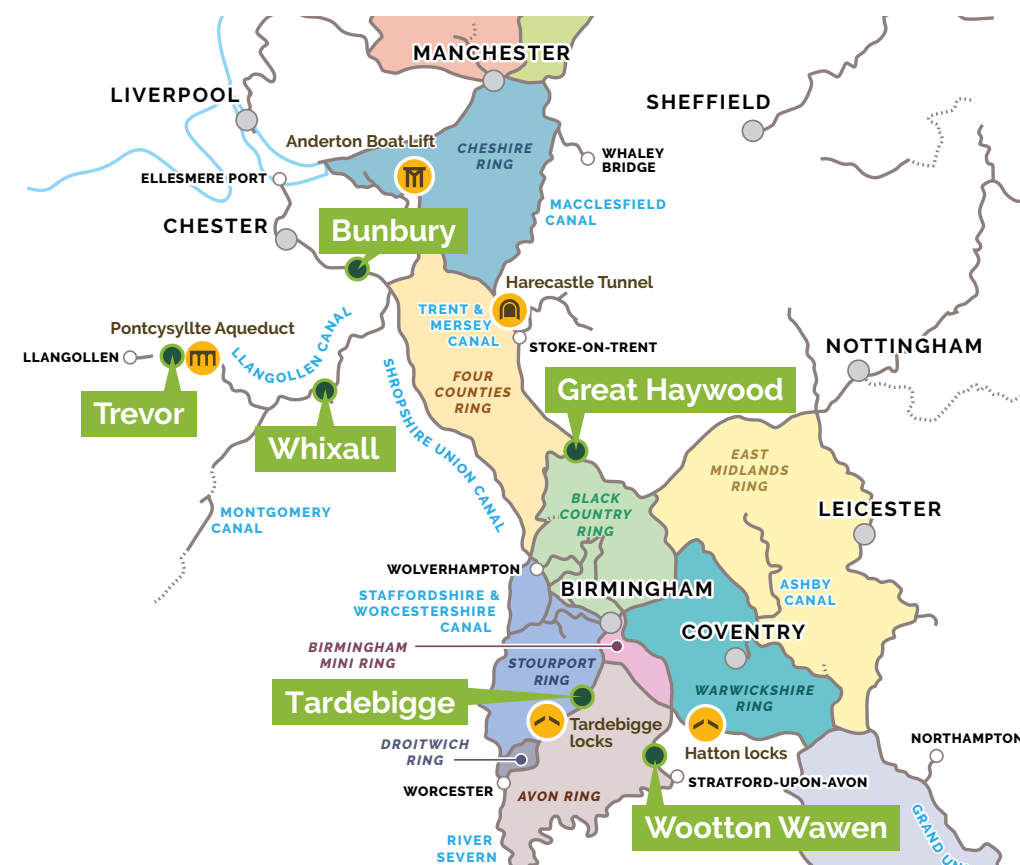 MANCHESTER
LIVERPOOL
SHEFFIELD
Anderton Boat Lift
CHESHIRE
RING
WHALEY
BRIDGE
ELLESMERE PORT
MACCLESFIELD
CANAL
CHESTER
Bunbury
Harecastle Tunnel
TRENT &
MERSEY
CANAL
Pontcysyllte Aqueduct
LLANGOLLEN CANAL
LLANGOLLEN
STOKE-ON-TRENT
NOTTINGHAM
Trevor
FOUR
COUNTIES
RING
SHROPSHIRE UNION CANAL
Great Haywood
Whixall
EAST
MIDLANDS
RING
BLACK
COUNTRY
RING
LEICESTER
MONTGOMERY
CANAL
WOLVERHAMPTON
BIRMINGHAM
ASHBY
CANAL
STAFFORDSHIRE &
WORCESTERSHIRE
CANAL
COVENTRY
BIRMINGHAM
MINI RING
STOURPORT
RING
WARWICKSHIRE
RING
Tardebigge
Tardebigge
locks
Hatton locks
DROITWICH
RING
NORTHAMPTON
WORCESTER
AVON RING
STRATFORD-UPON-AVON
Wootton Wawen
RIVER
SEVERN
GRAND UN